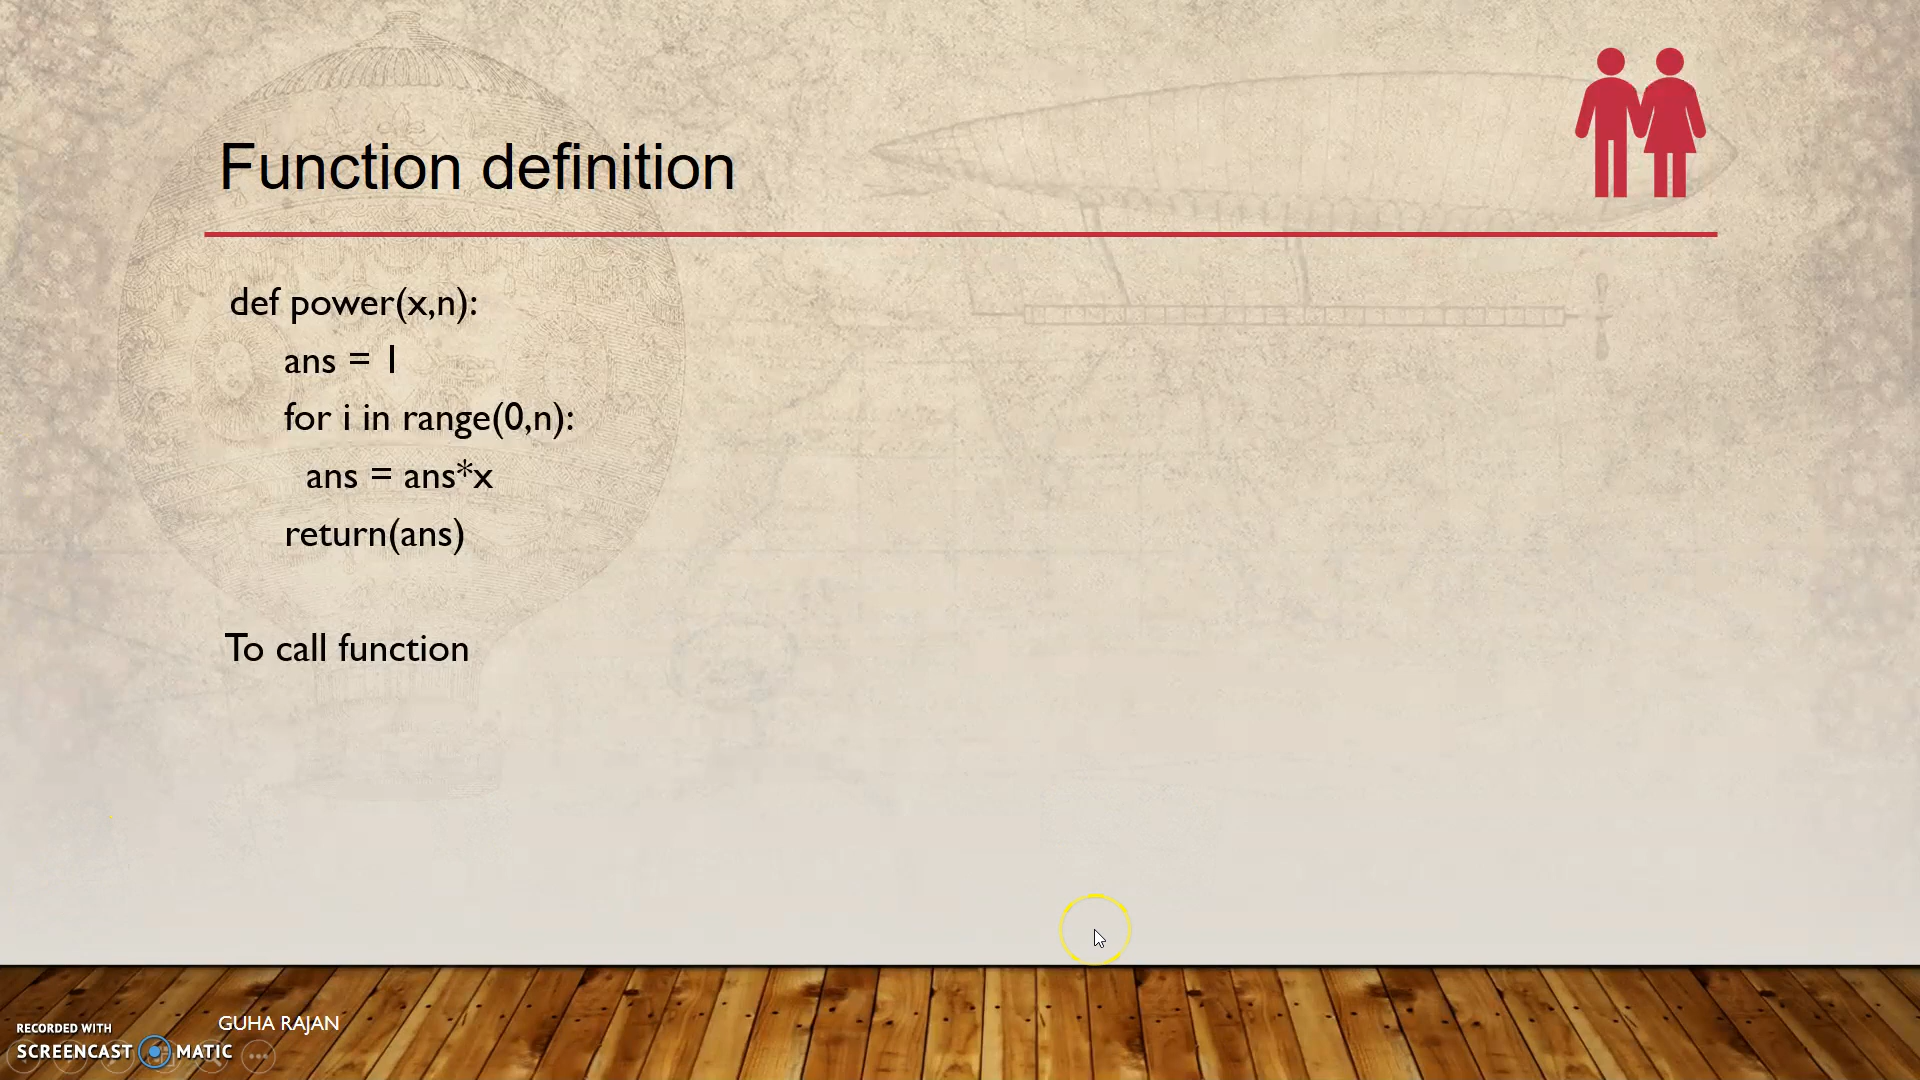 Function definition
def power(x,n):
ans = 1
for i in range(0,n):
ans = ans*x
return(ans)
To call function
GUHA RAJAN
RECORDED WITH
SCREENCAST MATIC